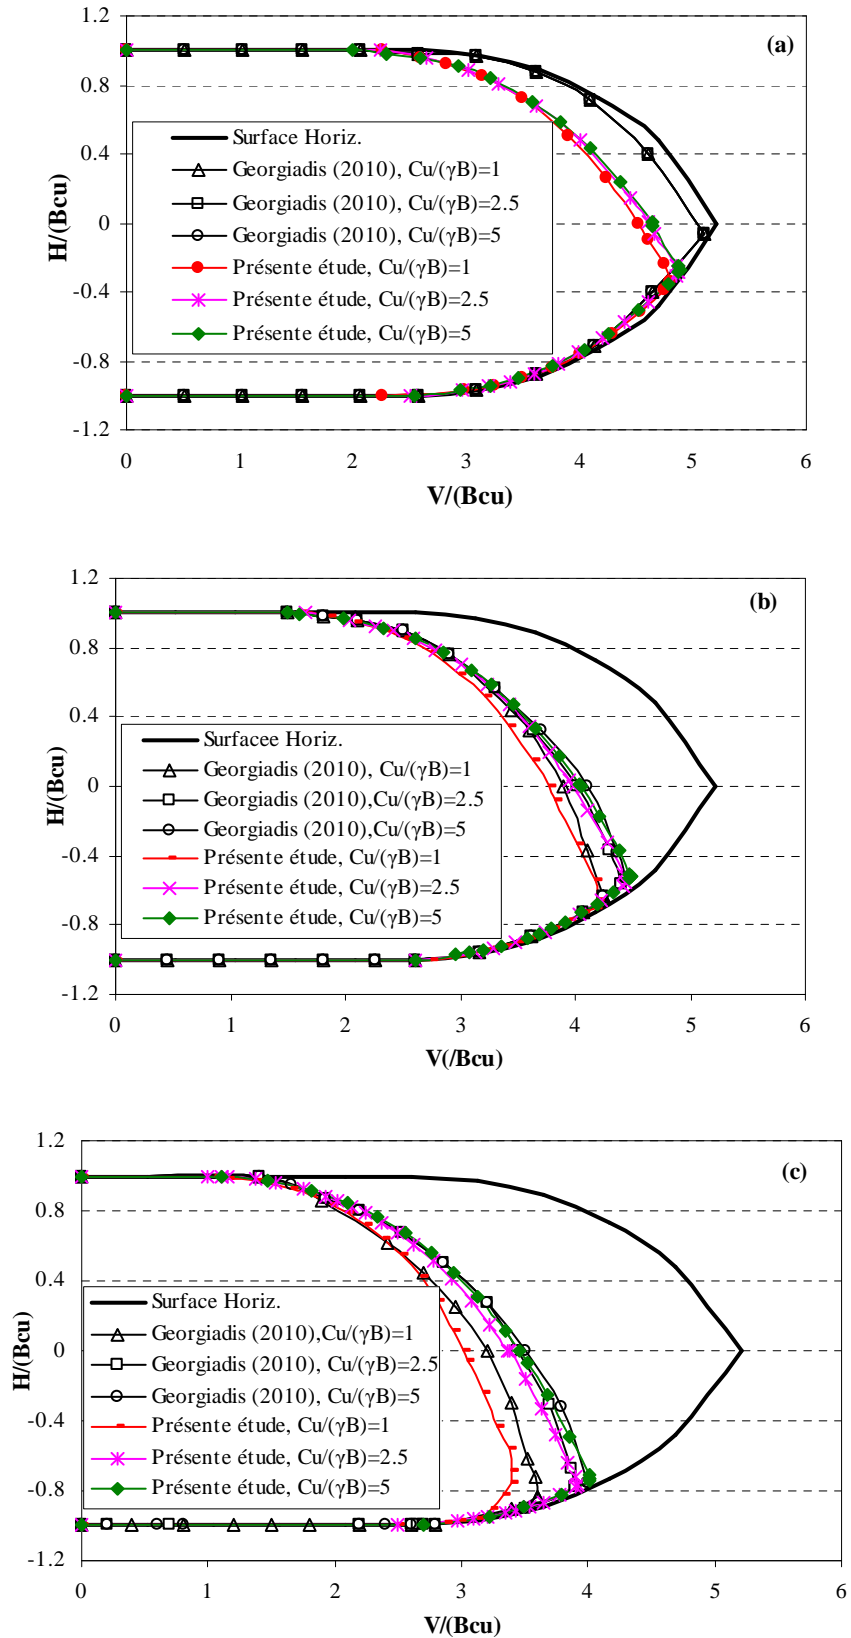 (a)
1.2
0.8
0.4
0
-0.4
-0.8
-1.2
H/(Bcu)
Surface Horiz.
Georgiadis (2010), Cu/(γB)=1
Georgiadis (2010), Cu/(γB)=2.5
Georgiadis (2010), Cu/(γB)=5
Présente étude, Cu/(γB)=1
Présente étude, Cu/(γB)=2.5
Présente étude, Cu/(γB)=5
0 1 2 3 4 5 6
V/(Bcu)
(b)
1.2
0.8
0.4
0
-0.4
-0.8
-1.2
H/(Bcu)
Surfacee Horiz.
Georgiadis (2010), Cu/(γB)=1
Georgiadis (2010),Cu/(γB)=2.5
Georgiadis (2010),Cu/(γB)=5
Présente étude, Cu/(γB)=1
Présente étude, Cu/(γB)=2.5
Présente étude, Cu/(γB)=5
0 1 2 3 4 5 6
V(/Bcu)
(c)
1.2
0.8
0.4
0
-0.4
-0.8
-1.2
H/(Bcu)
Surface Horiz.
Georgiadis (2010),Cu/(γB)=1
Georgiadis (2010), Cu/(γB)=2.5
Georgiadis (2010), Cu/(γB)=5
Présente étude, Cu/(γB)=1
Présente étude, Cu/(γB)=2.5
Présente étude, Cu/(γB)=5
0 1 2 3 4 5 6
V/(Bcu)